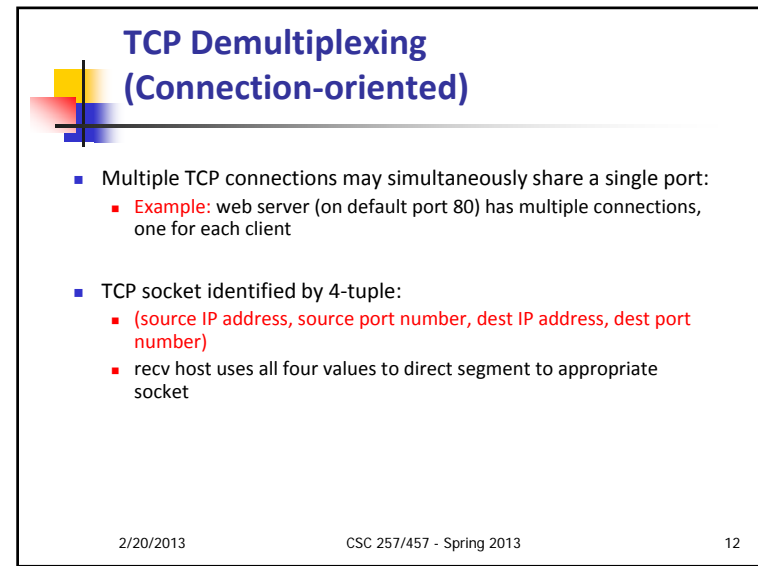 TCP Demultiplexing
(Connection-oriented)
Multiple TCP connections may simultaneously share a single port:
Example: web server (on default port 80) has multiple connections,
one for each client
TCP socket identified by 4-tuple:
(source IP address, source port number, dest IP address, dest port
number)
recv host uses all four values to direct segment to appropriate
socket
2/20/2013 CSC 257/457 - Spring 2013 12